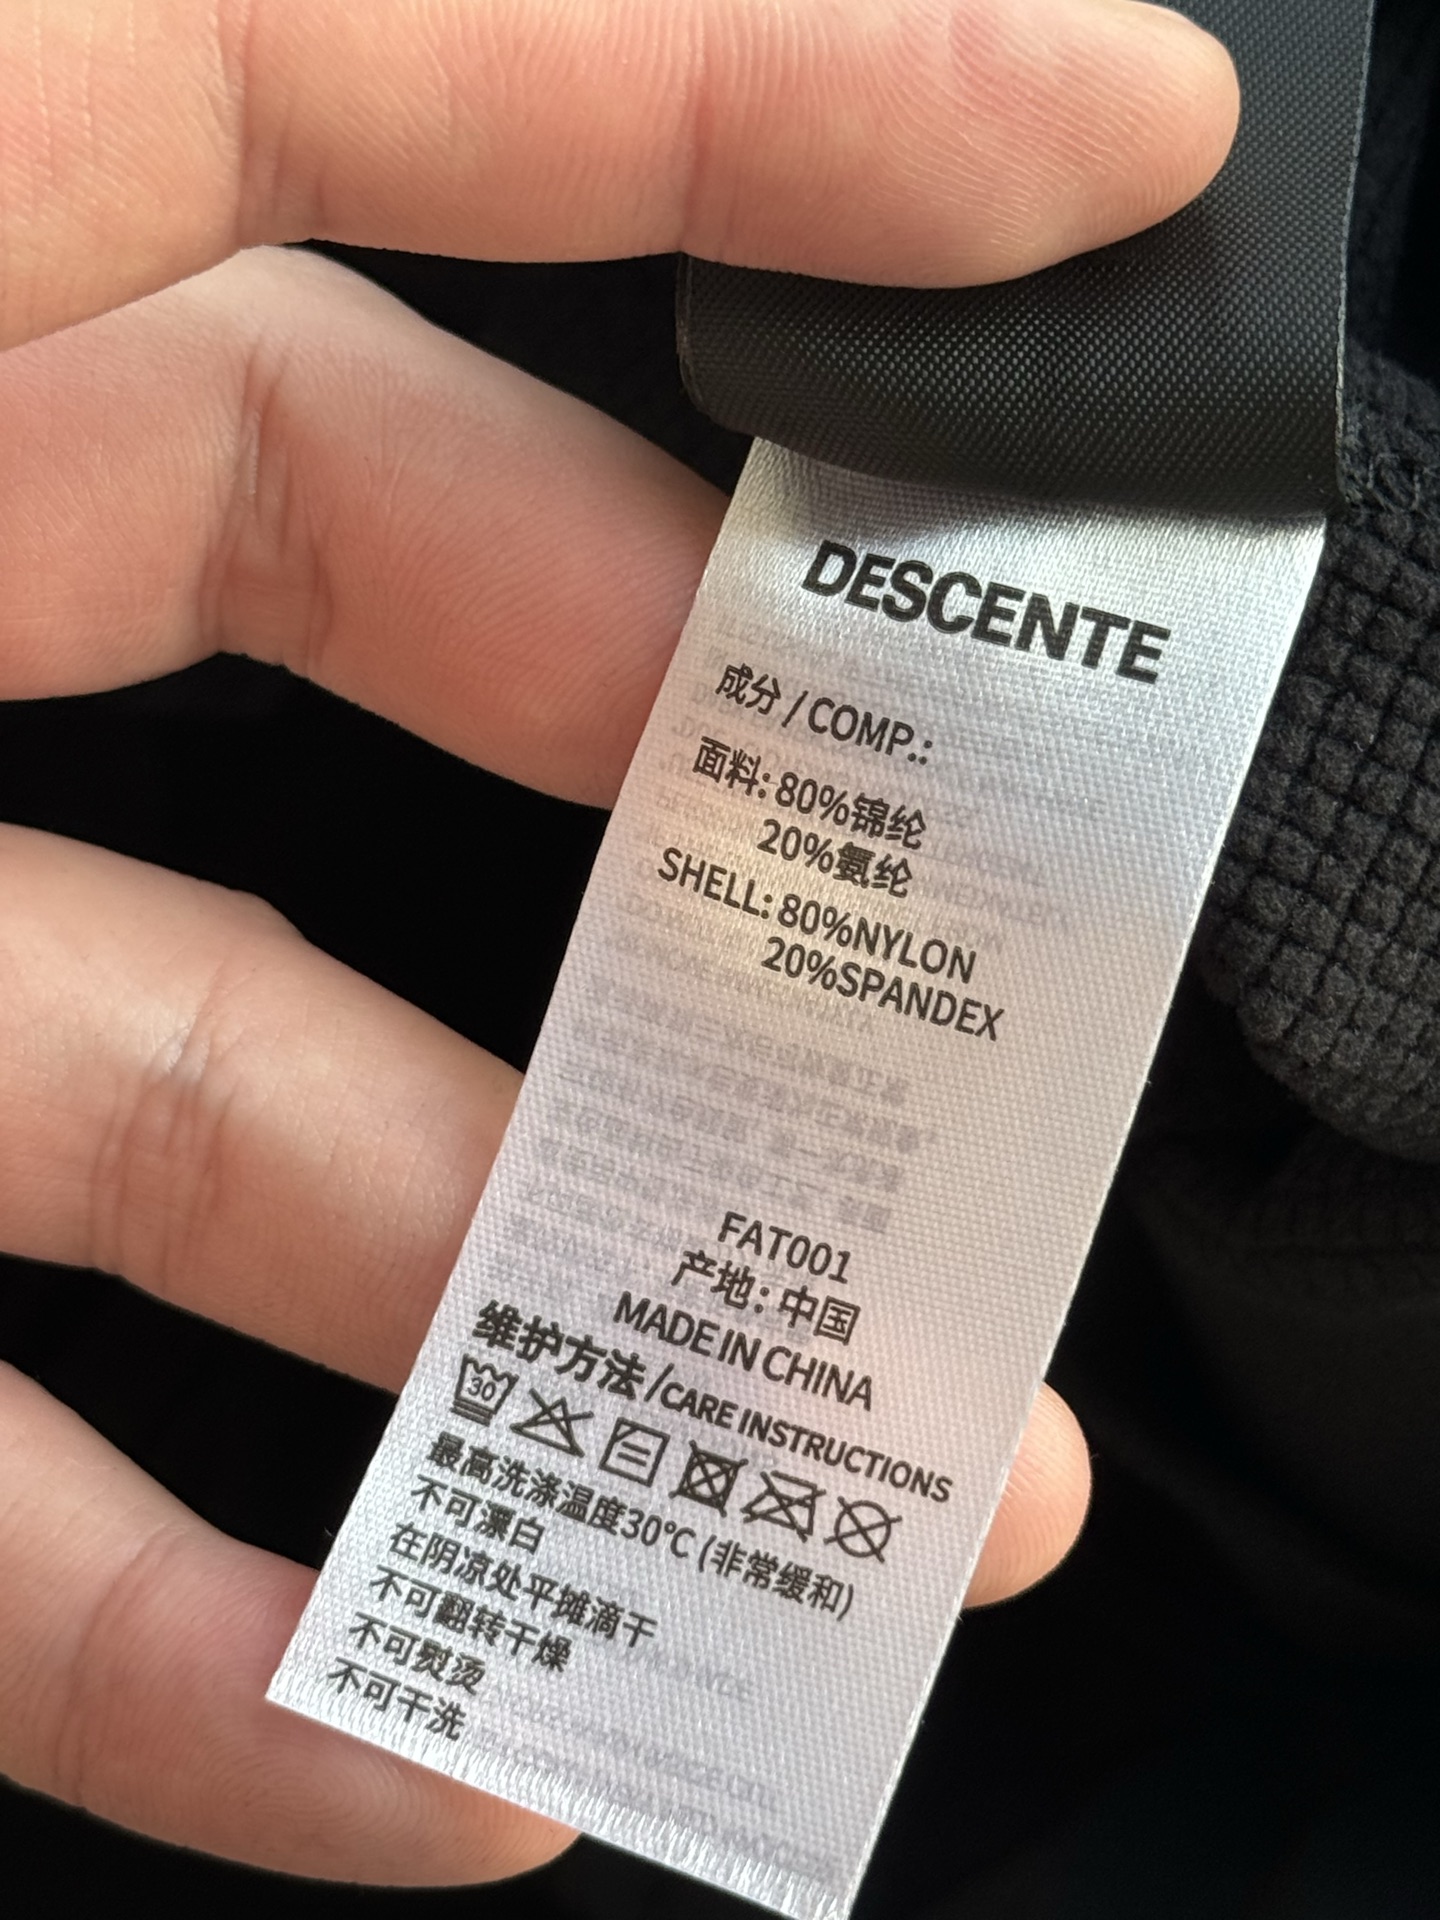 DESCENTE
成分 / COMP.:
面料: 80%锦纶
20%氨纶
SHELL: 80%NYLON
20%SPANDEX
FAT001
产地: 中国
MADE IN CHINA
维护方法 / CARE INSTRUCTIONS
30
最高洗涤温度30℃ (非常缓和)
不可漂白
在阴凉处平摊滴干
不可翻转干燥
不可熨烫
不可干洗